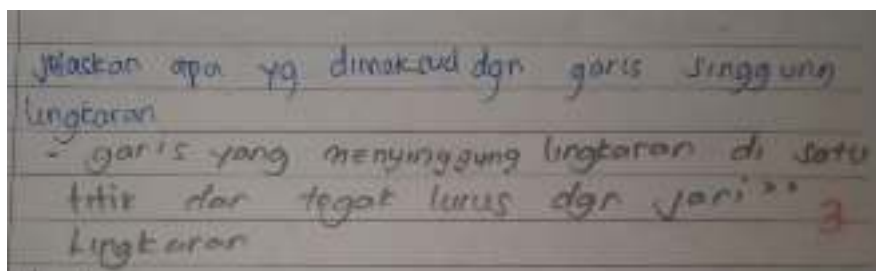 jelaskan apa yg dimaksud dgn garis singgung
lingkaran
- garis yang menyinggung lingkaran di satu
titik dan tegak lurus dgn jari"
Lingkaran
3